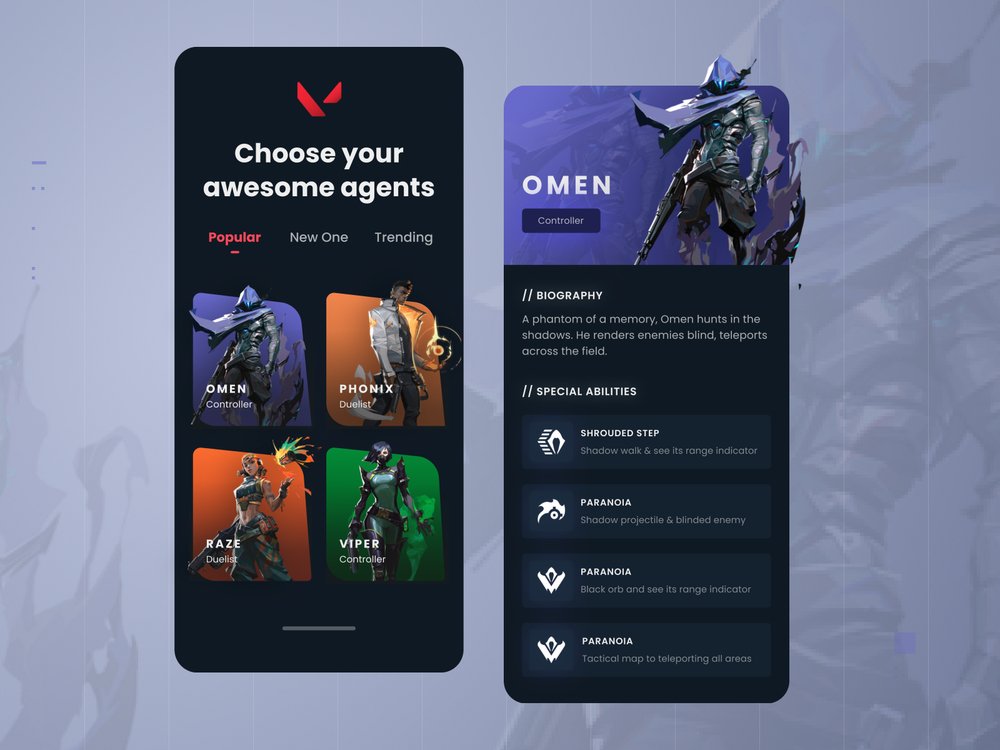 Choose your
awesome agents
Popular New One Trending
OMEN
Controller
PHONIX
Duelist
RAZE
Duelist
VIPER
Controller
OMEN
Controller
// BIOGRAPHY
A phantom of a memory, Omen hunts in the
shadows. He renders enemies blind, teleports
across the field.
// SPECIAL ABILITIES
SHROUDED STEP
Shadow walk & see its range indicator
PARANOIA
Shadow projectile & blinded enemy
PARANOIA
Black orb and see its range indicator
PARANOIA
Tactical map to teleporting all areas